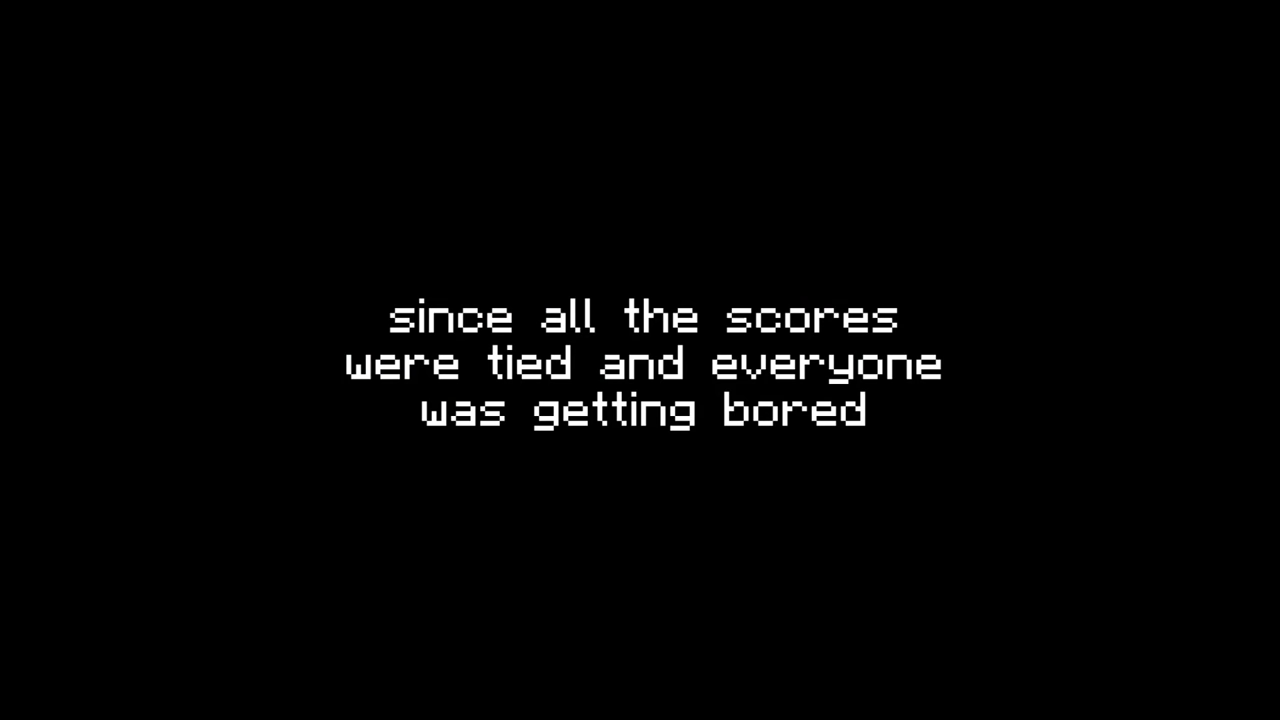 since all the scores
were tied and everyone
was getting bored